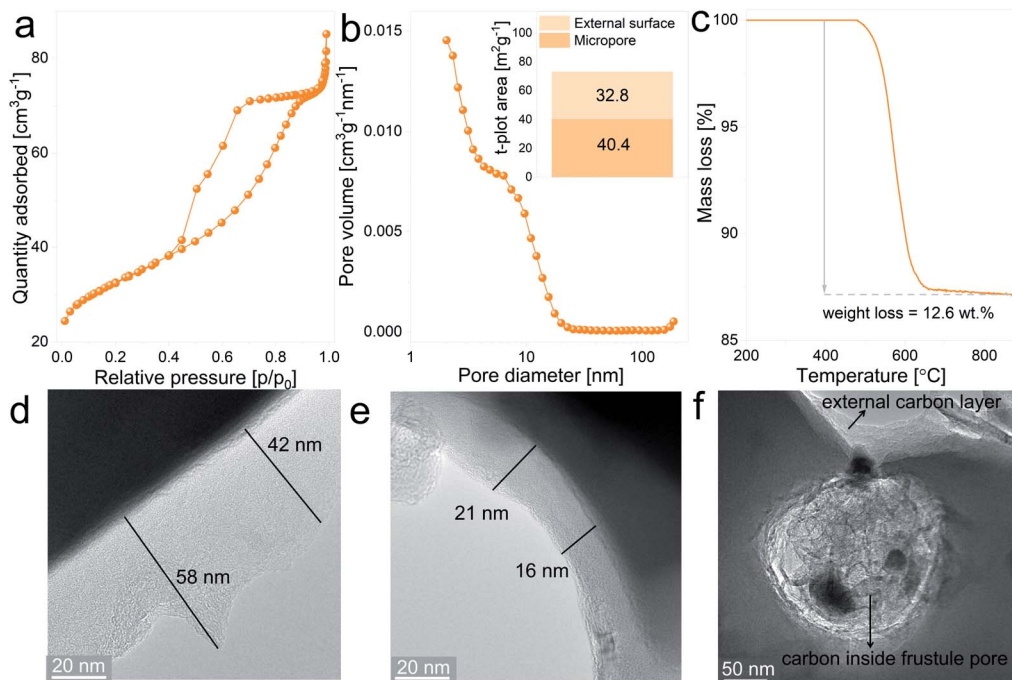 a
80
60
40
20
Quantity adsorbed [cm³g⁻¹]
0.0 0.2 0.4 0.6 0.8 1.0
Relative pressure [p/p₀]
b
0.015
0.010
0.005
0.000
Pore volume [cm³g⁻¹nm⁻¹]
1 10 100
Pore diameter [nm]
External surface
Micropore
100
80
60
40
20
0
t-plot area [m²g⁻¹]
32.8
40.4
c
100
95
90
85
Mass loss [%]
weight loss = 12.6 wt.%
200 400 600 800
Temperature [°C]
d
42 nm
58 nm
20 nm
e
21 nm
16 nm
20 nm
f
external carbon layer
carbon inside frustule pore
50 nm